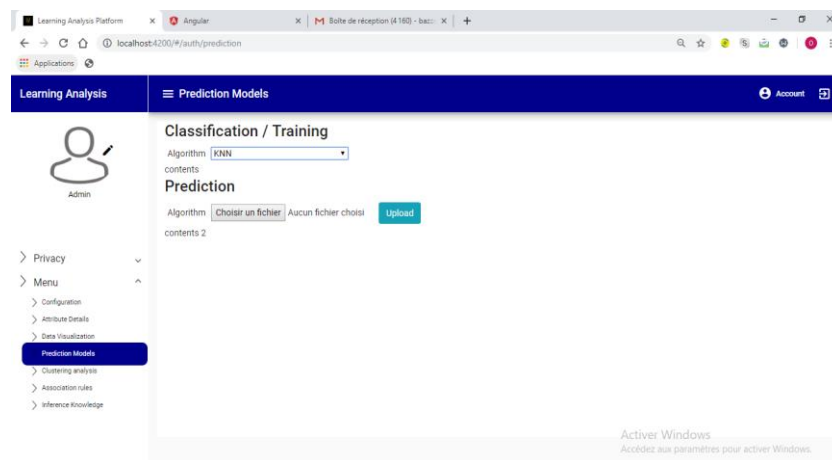 Learning Analysis Platform
Angular
Boîte de réception (4 160) - baz
localhost:4200/#/auth/prediction
Applications
Learning Analysis
Prediction Models
Account
Admin
Privacy
Menu
Configuration
Attribute Details
Data Visualization
Prediction Models
Clustering analysis
Association rules
Inference Knowledge
Classification / Training
Algorithm KNN
contents
Prediction
Algorithm Choisir un fichier Aucun fichier choisi Upload
contents 2
Activer Windows
Accédez aux paramètres pour activer Windows.